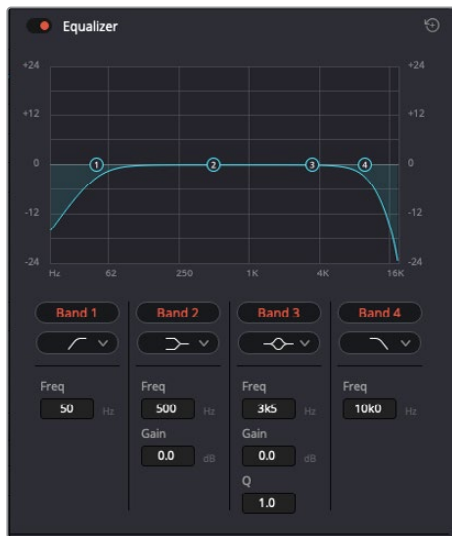 Equalizer
+24 +24
+12 +12
0 1 2 3 4 0
-12 -12
-24 -24
Hz 62 250 1K 4K 16K
Band 1 Band 2 Band 3 Band 4
Freq Freq Freq Freq
50 Hz 500 Hz 3k5 Hz 10k0 Hz
Gain Gain
0.0 dB 0.0 dB
Q
1.0